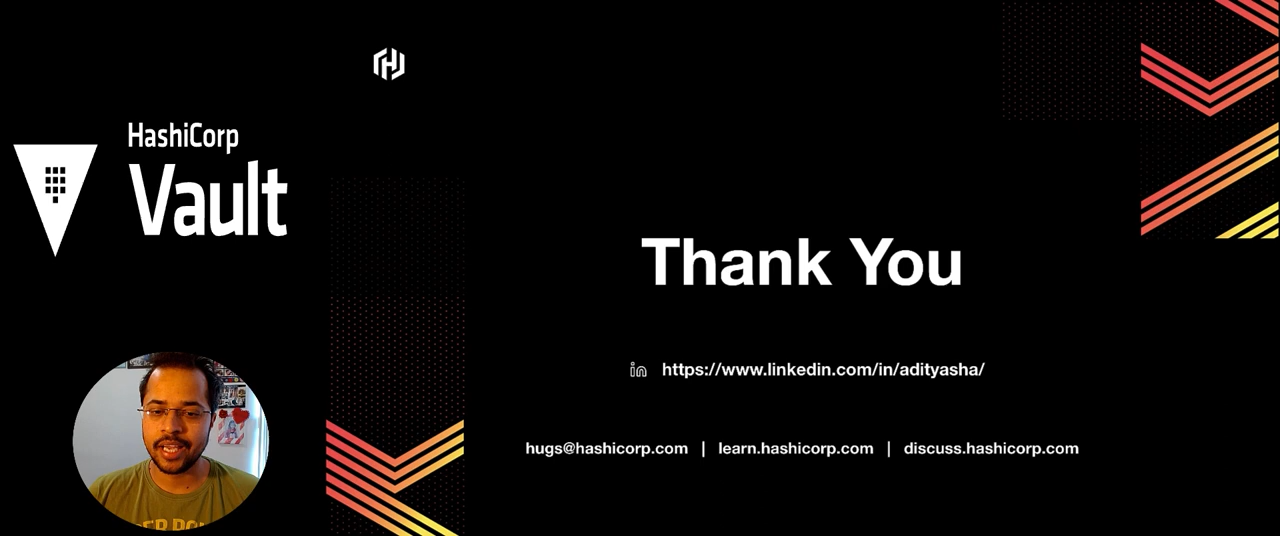 HashiCorp
Vault
Thank You
in https://www.linkedin.com/in/adityasha/
hugs@hashicorp.com | learn.hashicorp.com | discuss.hashicorp.com